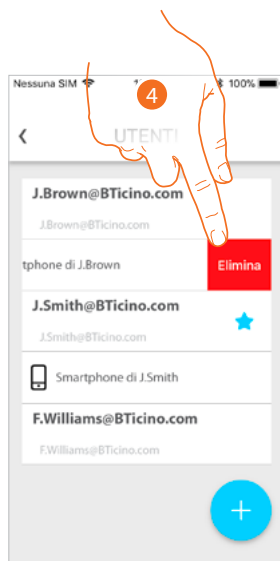 Nessuna SIM 100%
4
UTENTI
J.Brown@BTicino.com
J.Brown@BTicino.com
tphone di J.Brown Elimina
J.Smith@BTicino.com
J.Smith@BTicino.com
Smartphone di J.Smith
F.Williams@BTicino.com
F.Williams@BTicino.com
+